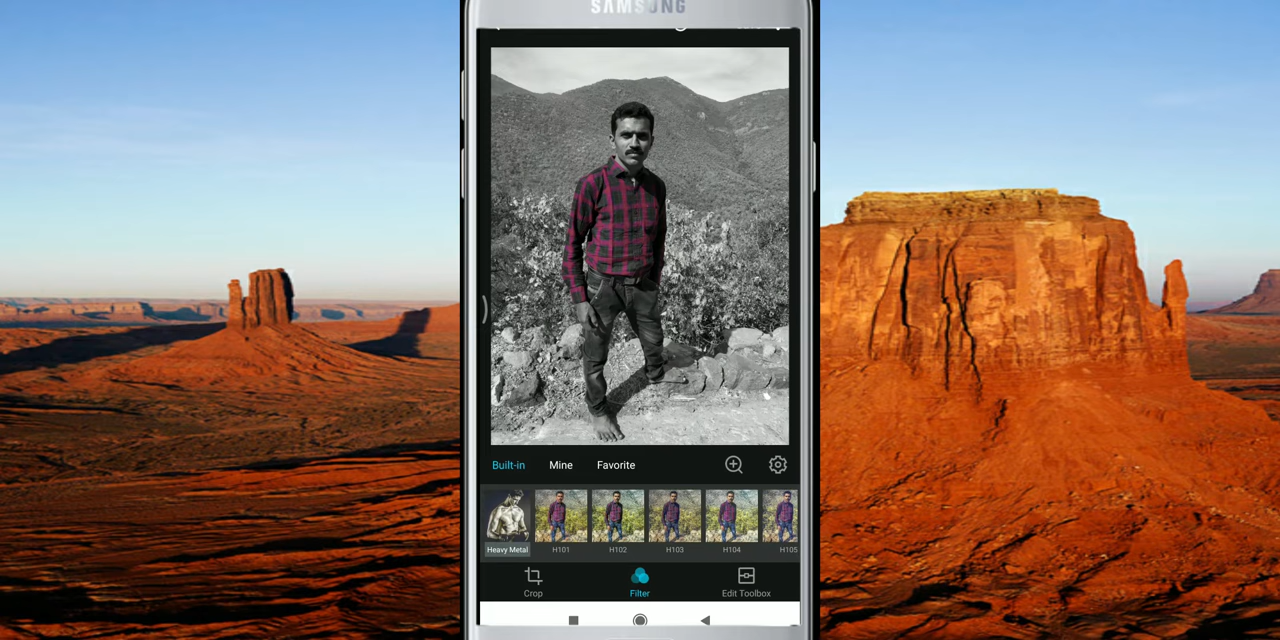 SAMSUNG
Built-in Mine Favorite
Heavy Metal H101 H102 H103 H104 H105
Crop Filter Edit Toolbox